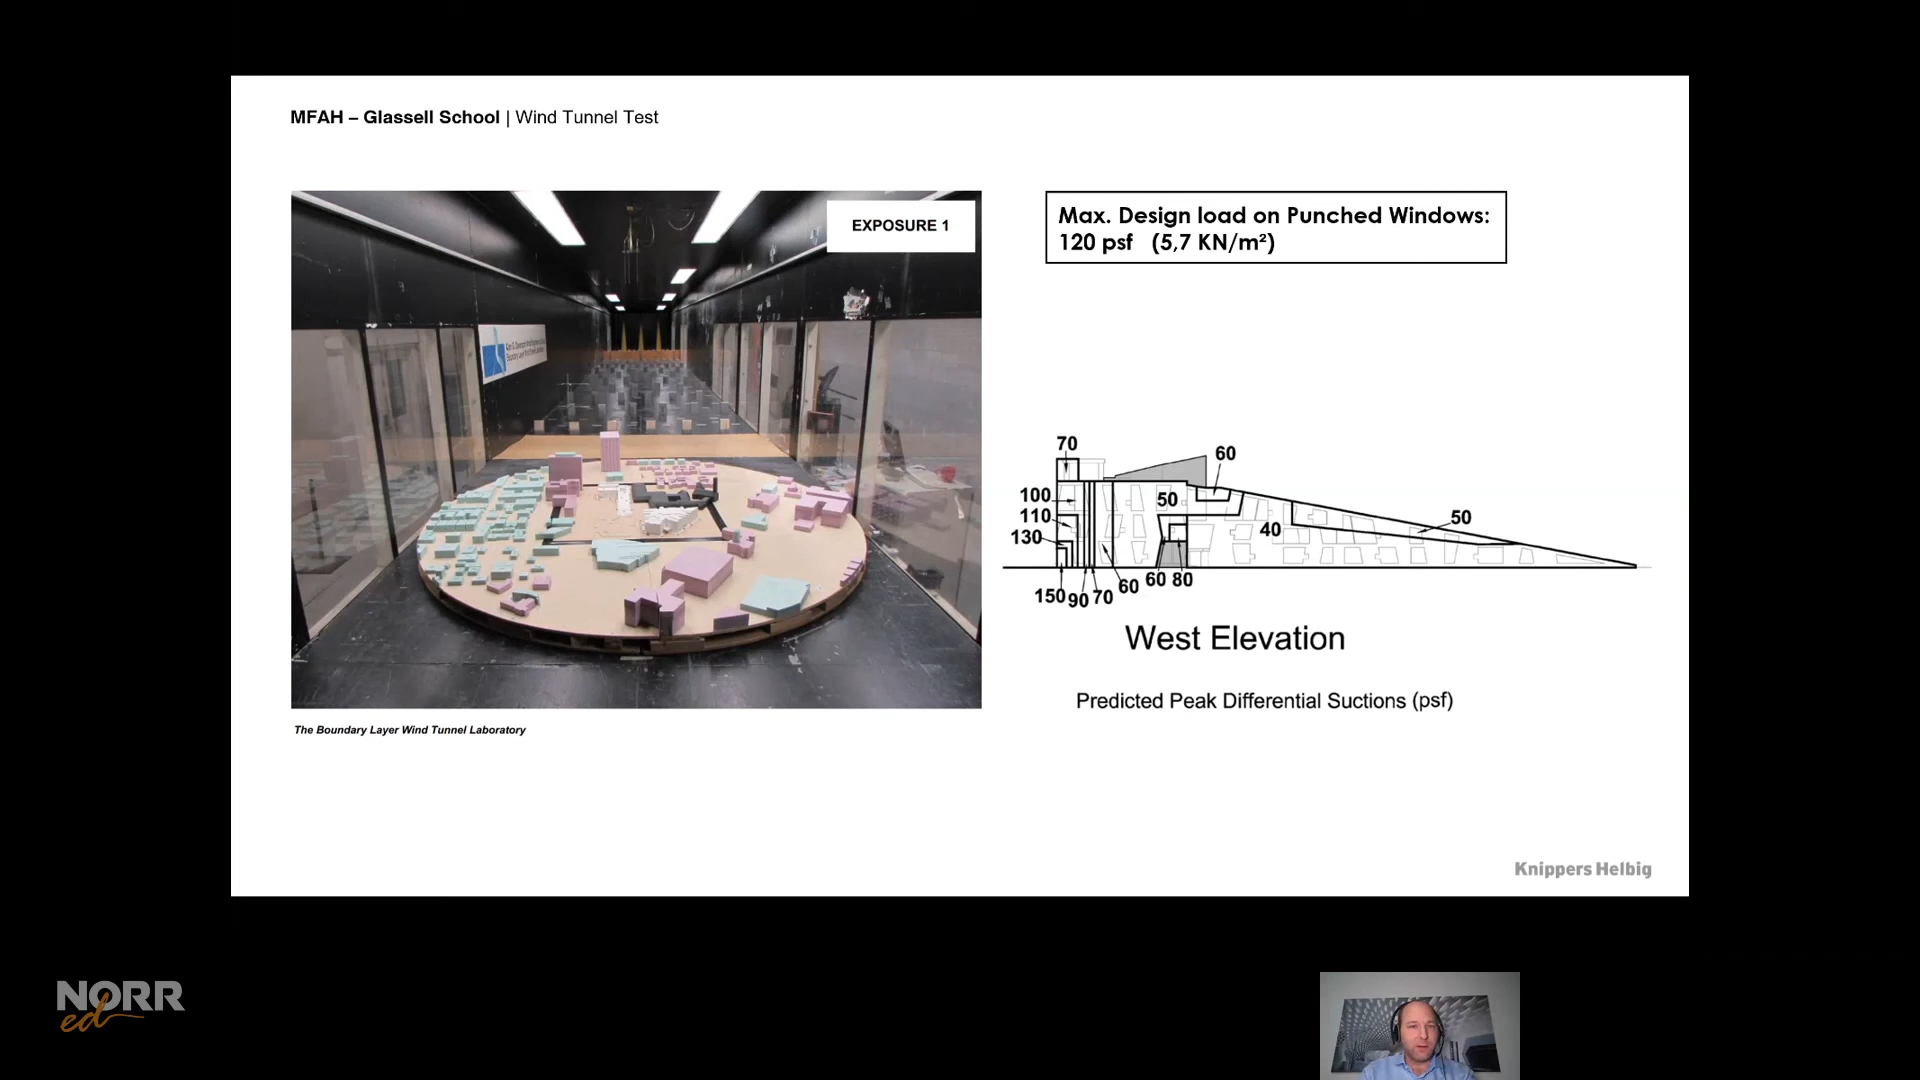 MFAH – Glassell School | Wind Tunnel Test
EXPOSURE 1
The Boundary Layer Wind Tunnel Laboratory
Max. Design load on Punched Windows:
120 psf (5,7 KN/m²)
70
60
100
50
110
50
40
130
60
80
60
150
90
70
West Elevation
Predicted Peak Differential Suctions (psf)
Knippers Helbig
NORR
ed